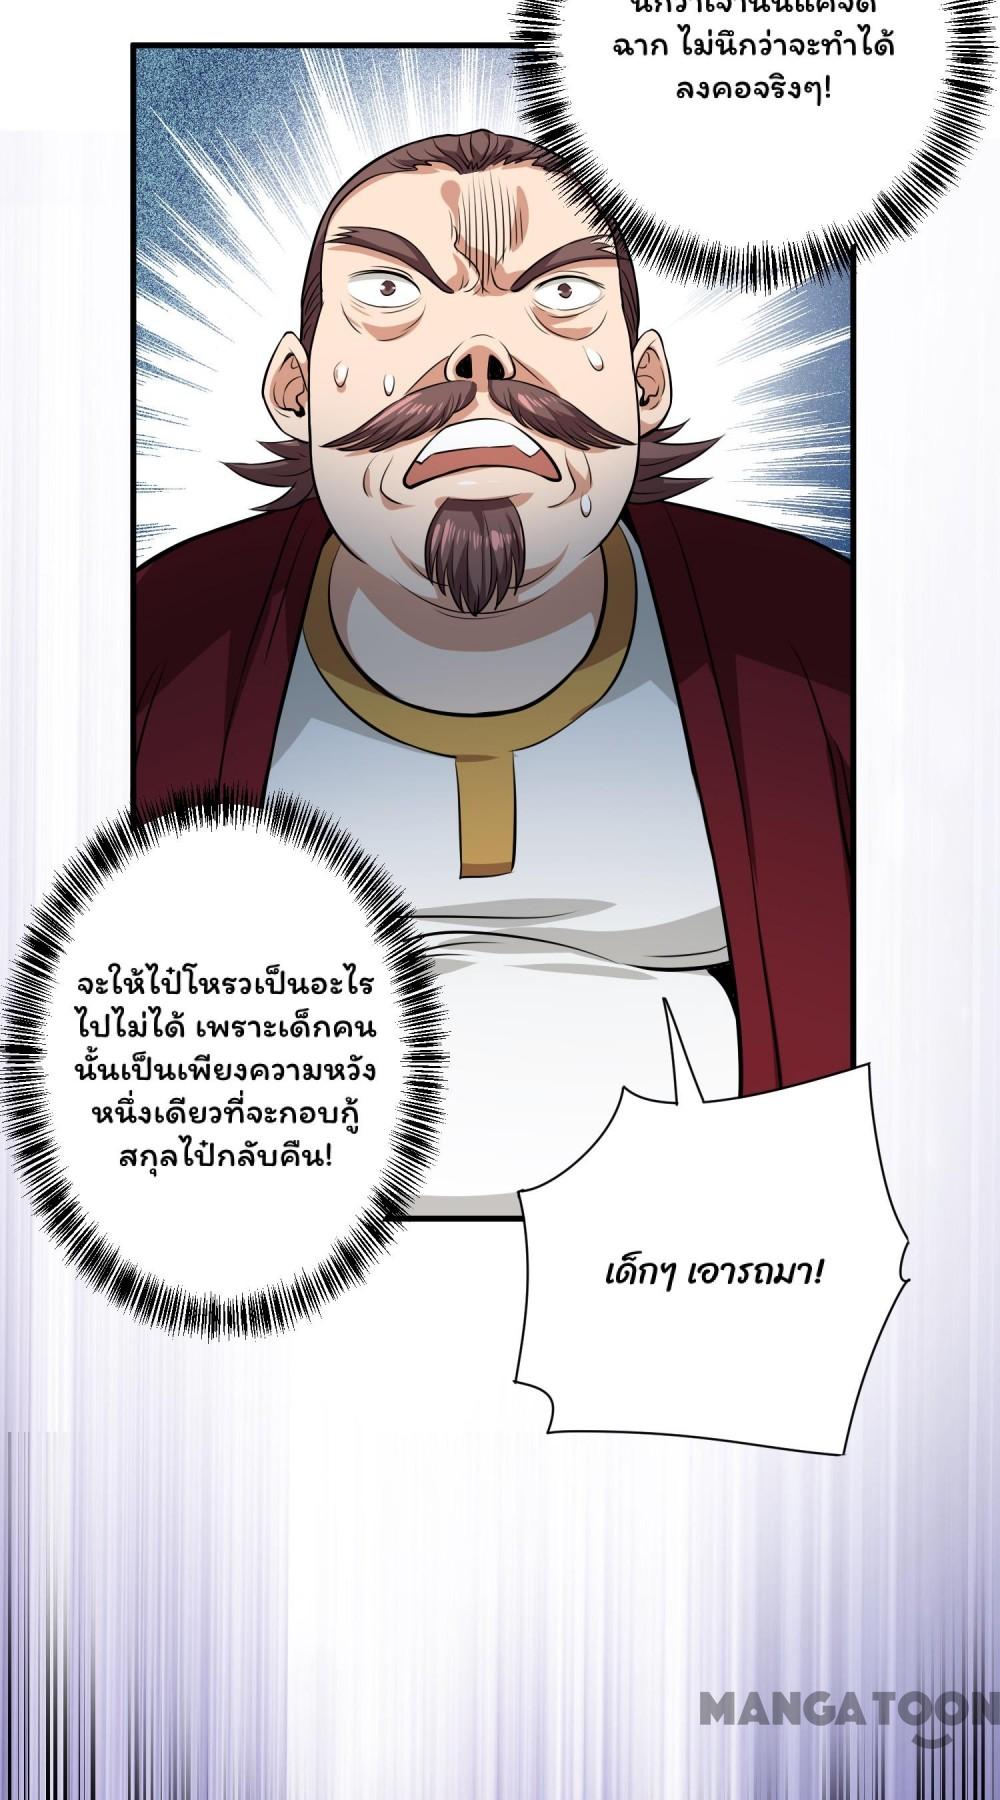 นึกว่าเจ้านั่นแค่จัด
ฉาก ไม่นึกว่าจะทำได้
ลงคอจริงๆ!
จะให้ไป๋โหรวเป็นอะไร
ไปไม่ได้ เพราะเด็กคน
นั้นเป็นเพียงความหวัง
หนึ่งเดียวที่จะกอบกู้
สกุลไป๋กลับคืน!
เด็กๆ เอารถมา!
MANGATOON